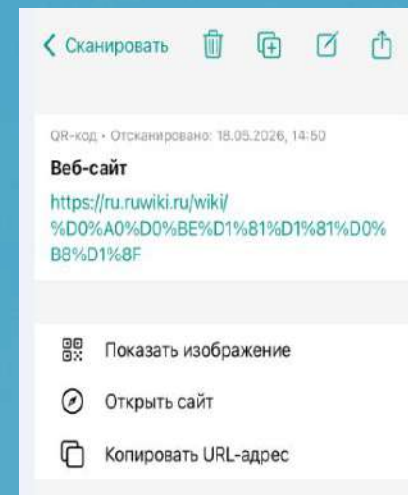 Сканировать
QR-код • Отсканировано: 18.05.2026, 14:50
Веб-сайт
https://ru.ruwiki.ru/wiki/
%D0%A0%D0%BE%D1%81%D1%81%D0%
B8%D1%8F
Показать изображение
Открыть сайт
Копировать URL-адрес